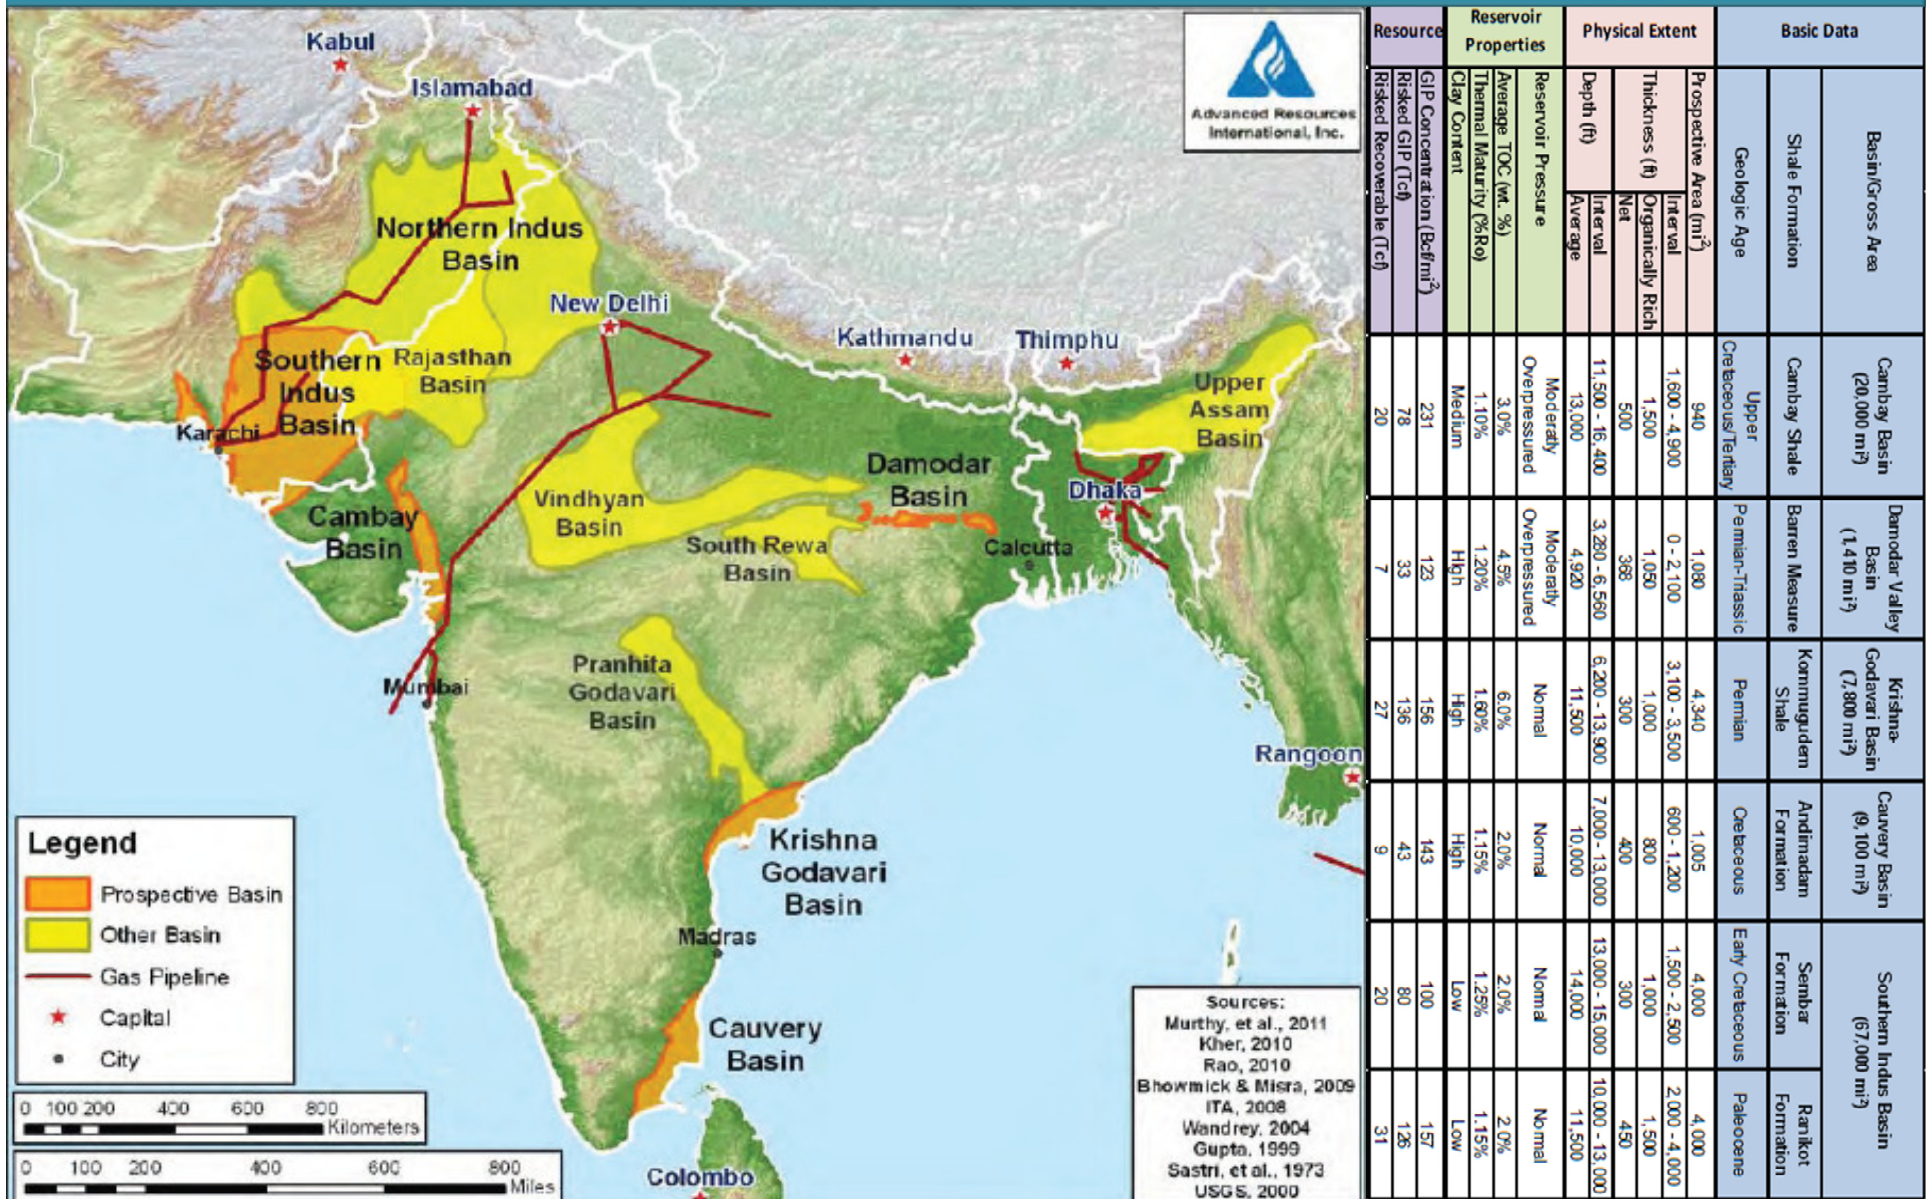 Kabul
Islamabad
Advanced Resources
International, Inc.
Northern Indus
Basin
New Delhi
Kathmandu
Thimphu
Southern
Indus
Basin
Rajasthan
Basin
Upper
Assam
Basin
Karachi
Damodar
Basin
Dhaka
Vindhyan
Basin
Cambay
Basin
South Rewa
Basin
Calcutta
Pranhita
Godavari
Basin
Mumbai
Rangoon
Krishna
Godavari
Basin
Madras
Cauvery
Basin
Colombo
Legend
Prospective Basin
Other Basin
Gas Pipeline
Capital
City
0 100 200 400 600 800
Kilometers
0 100 200 400 600 800
Miles
Sources:
Murthy, et al., 2011
Kher, 2010
Rao, 2010
Bhowmick & Misra, 2009
ITA, 2008
Wandrey, 2004
Gupta, 1999
Sastri, et al., 1973
USGS, 2000
Resource
Reservoir
Properties
Physical Extent
Basic Data
Basin/Gross Area
Cambay Basin
(20,000 mi²)
Damodar Valley
Basin
(1,410 mi²)
Krishna-
Godavari Basin
(7,800 mi²)
Cauvery Basin
(9,100 mi²)
Southern Indus Basin
(67,000 mi²)
Shale Formation
Cambay Shale
Barren Measure
Kommugudem
Shale
Andimadam
Formation
Sembar
Formation
Ranikot
Formation
Geologic Age
Upper
Cretaceous/Tertiary
Permian-Triassic
Permian
Cretaceous
Early Cretaceous
Paleocene
Prospective Area (mi²)
940
1,080
4,340
1,005
4,000
4,000
Thickness (ft)
Interval
1,600 - 4,900
0 - 2,100
3,100 - 3,500
600 - 1,200
1,500 - 2,500
2,000 - 4,000
Organically Rich
1,500
1,050
1,000
800
1,000
1,500
Net
500
368
300
400
300
450
Depth (ft)
Interval
11,500 - 16,400
3,280 - 6,560
6,200 - 13,900
7,000 - 13,000
13,000 - 15,000
10,000 - 13,000
Average
13,000
4,920
11,500
10,000
14,000
11,500
Reservoir Pressure
Moderatly
Overpressured
Moderatly
Overpressured
Normal
Normal
Normal
Normal
Average TOC (wt. %)
3.0%
4.5%
6.0%
2.0%
2.0%
2.0%
Thermal Maturity (%Ro)
1.10%
1.20%
1.60%
1.15%
1.25%
1.15%
Clay Content
Medium
High
High
High
Low
Low
GIP Concentration (Bcf/mi²)
231
123
156
143
100
157
Risked GIP (Tcf)
78
33
136
43
80
126
Risked Recoverable (Tcf)
20
7
27
9
20
31